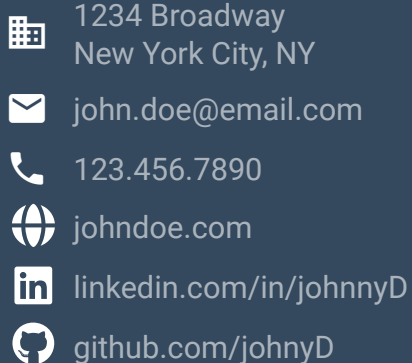 1234 Broadway
New York City, NY
john.doe@email.com
123.456.7890
johndoe.com
linkedin.com/in/johnnyD
github.com/johnyD